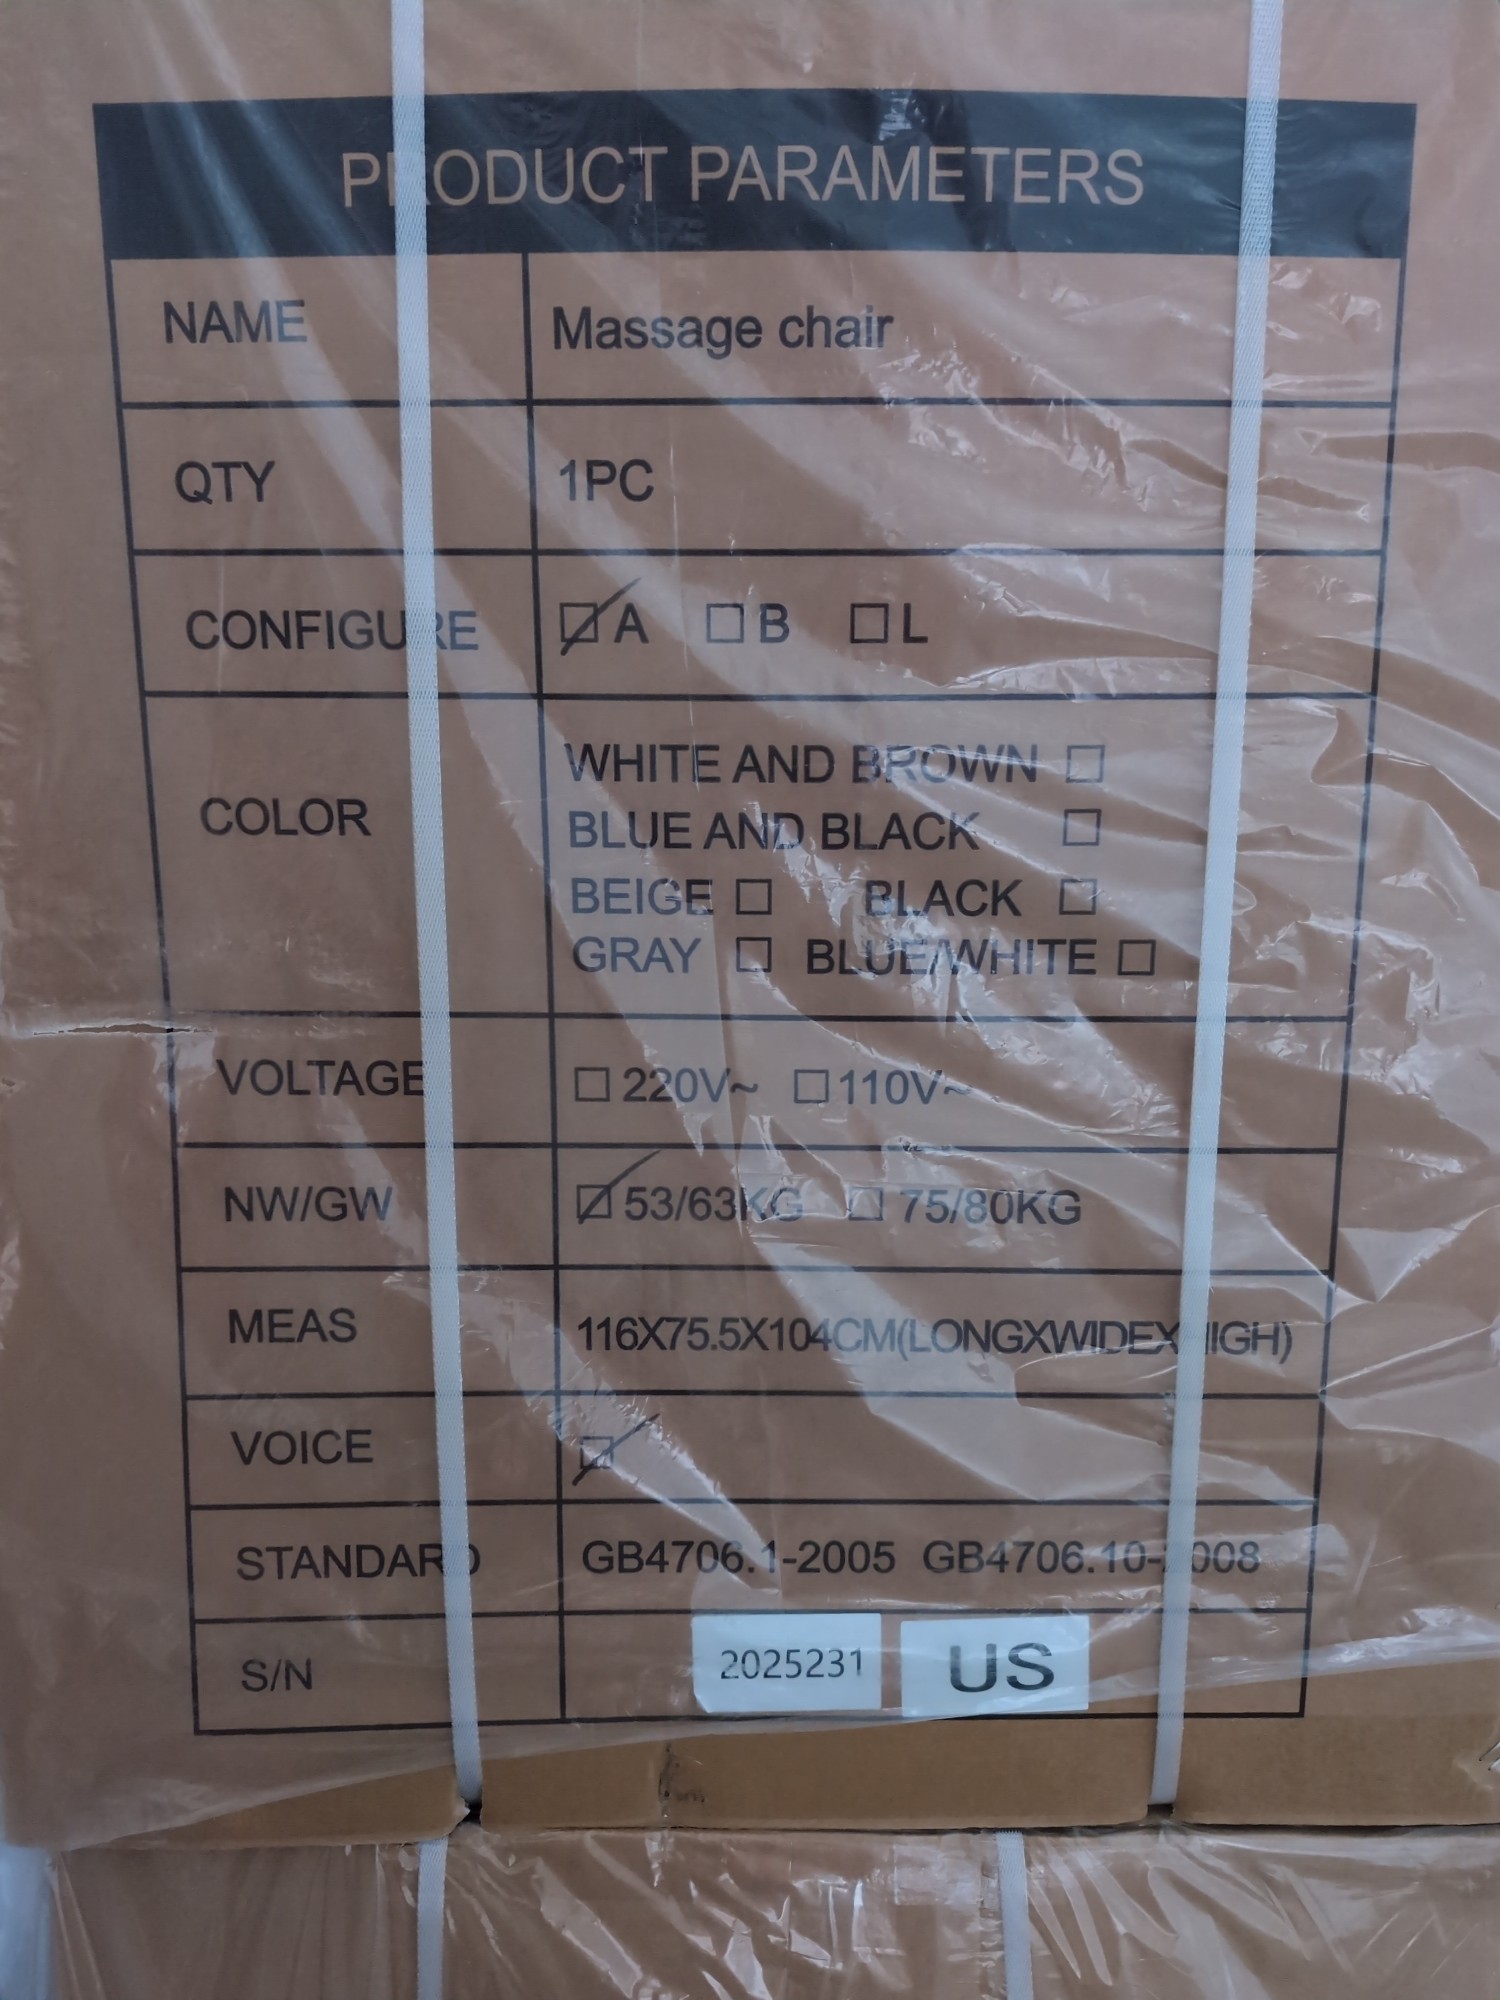 PRODUCT PARAMETERS
NAME Massage chair
QTY 1PC
CONFIGURE ☑ A ☐ B ☐ L
WHITE AND BROWN ☐
COLOR BLUE AND BLACK ☐
BEIGE ☐ BLACK ☐
GRAY ☐ BLUE/WHITE ☐
VOLTAGE ☐ 220V~ ☐ 110V~
NW/GW ☑ 53/63KG ☐ 75/80KG
MEAS 116X75.5X104CM(LONGXWIDEXHIGH)
VOICE ☑
STANDARD GB4706.1-2005 GB4706.10-2008
S/N 2025231 US